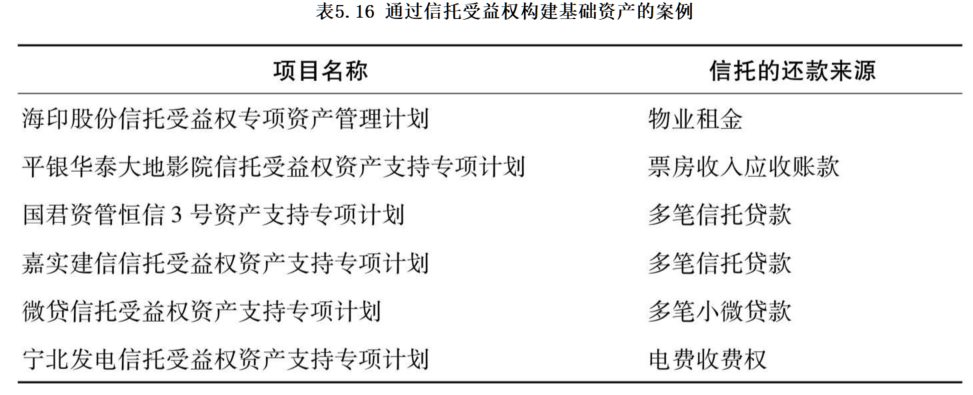 表5.16 通过信托受益权构建基础资产的案例
项目名称 信托的还款来源
海印股份信托受益权专项资产管理计划 物业租金
平银华泰大地影院信托受益权资产支持专项计划 票房收入应收账款
国君资管恒信3号资产支持专项计划 多笔信托贷款
嘉实建信信托受益权资产支持专项计划 多笔信托贷款
微贷信托受益权资产支持专项计划 多笔小微贷款
宁北发电信托受益权资产支持专项计划 电费收费权